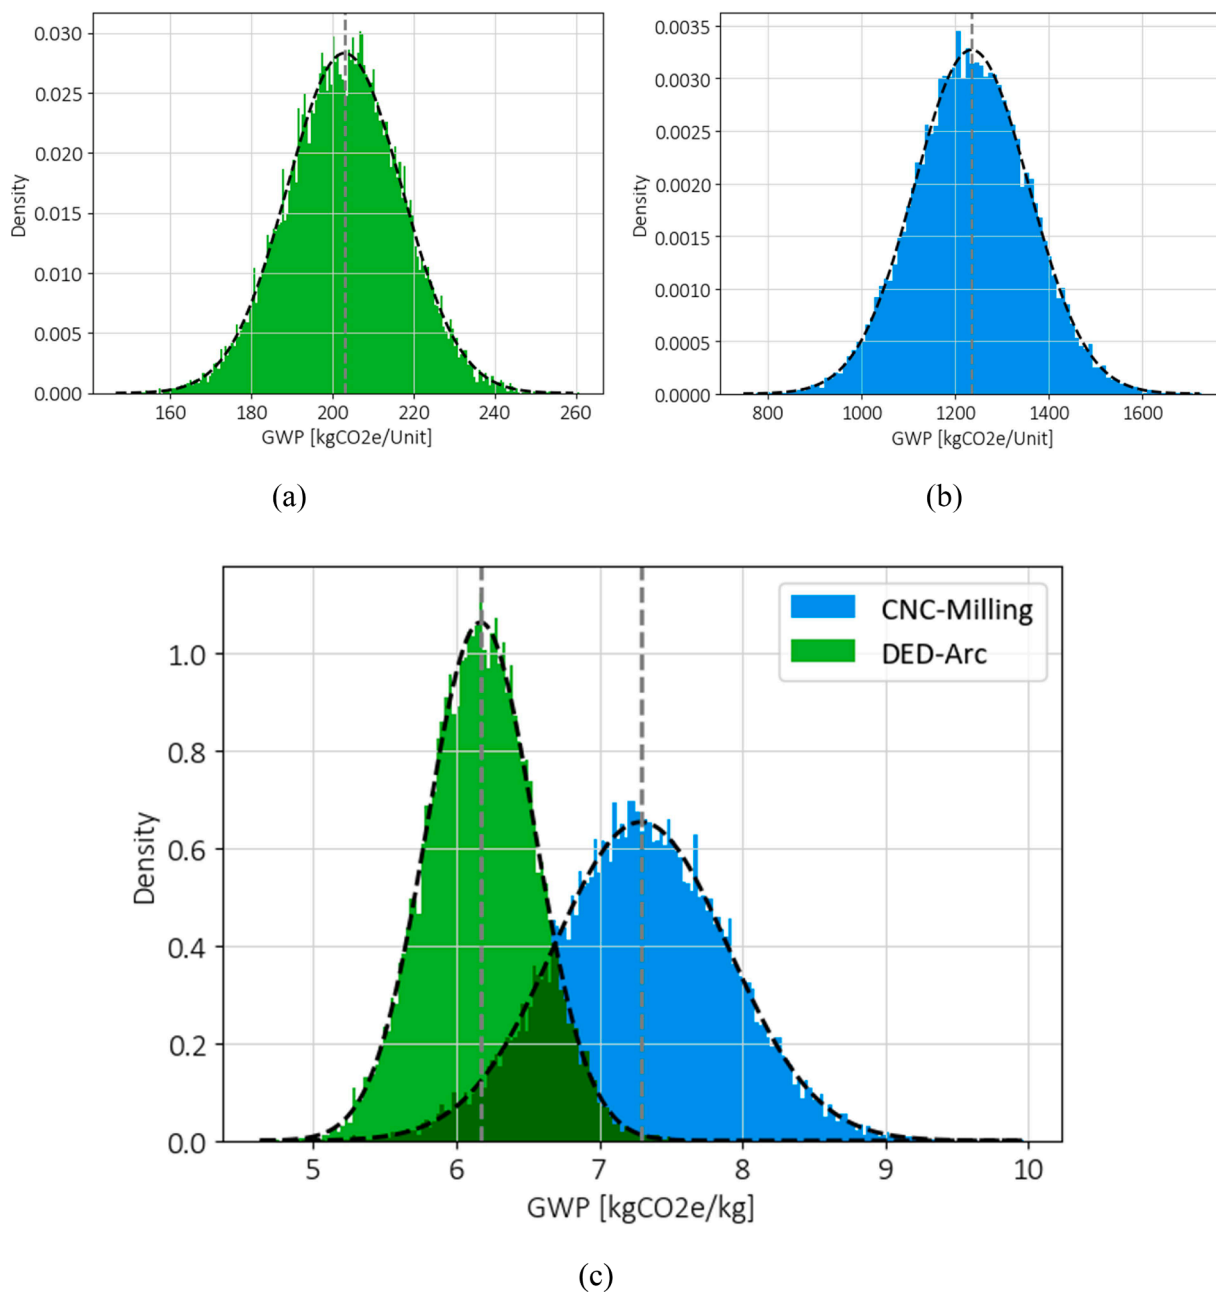 0.030
0.025
0.020
0.015
0.010
0.005
0.000
Density
160 180 200 220 240 260
GWP [kgCO2e/Unit]
(a)
0.0035
0.0030
0.0025
0.0020
0.0015
0.0010
0.0005
0.0000
Density
800 1000 1200 1400 1600
GWP [kgCO2e/Unit]
(b)
CNC-Milling
DED-Arc
1.0
0.8
0.6
0.4
0.2
0.0
Density
5 6 7 8 9 10
GWP [kgCO2e/kg]
(c)